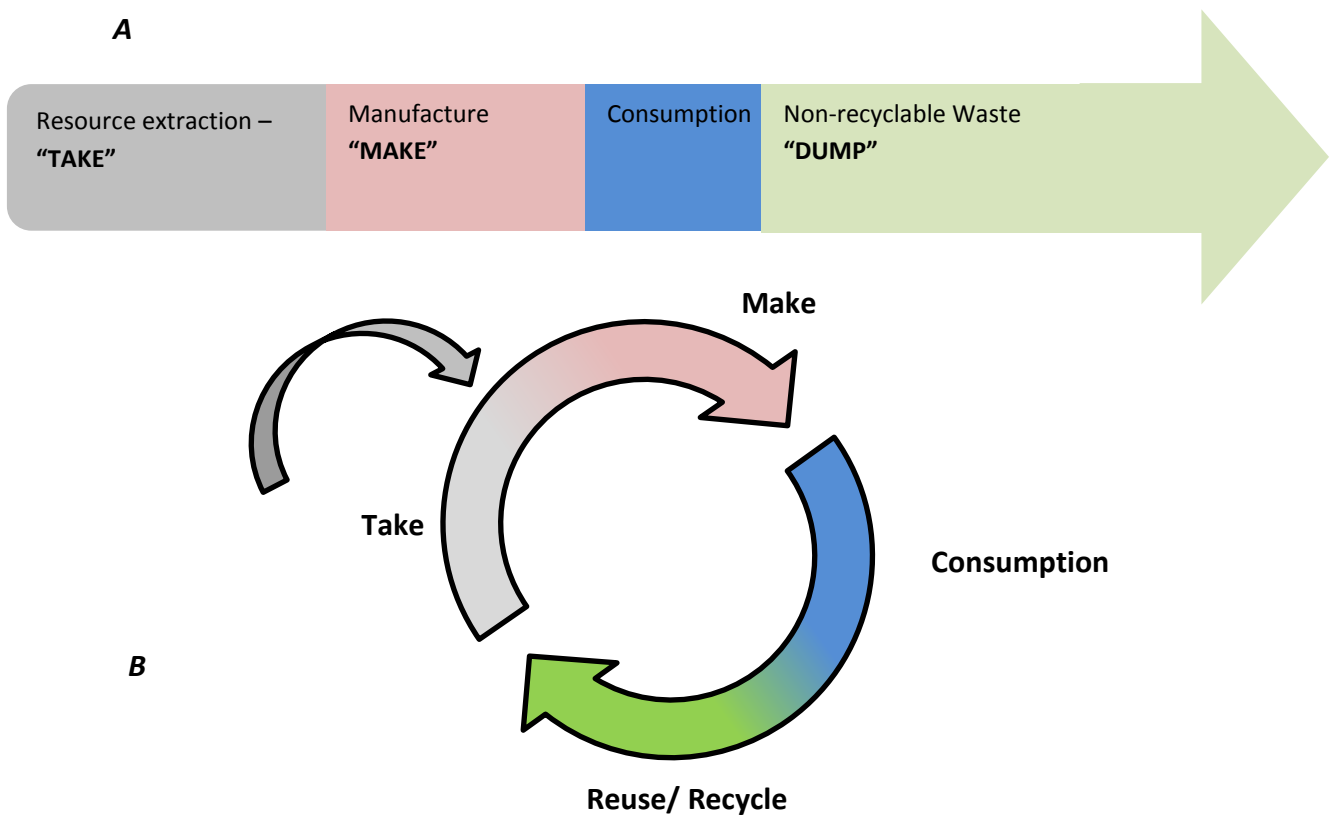 A
Resource extraction –
“TAKE”
Manufacture
“MAKE”
Consumption
Non-recyclable Waste
“DUMP”
Make
Take
Consumption
B
Reuse/ Recycle